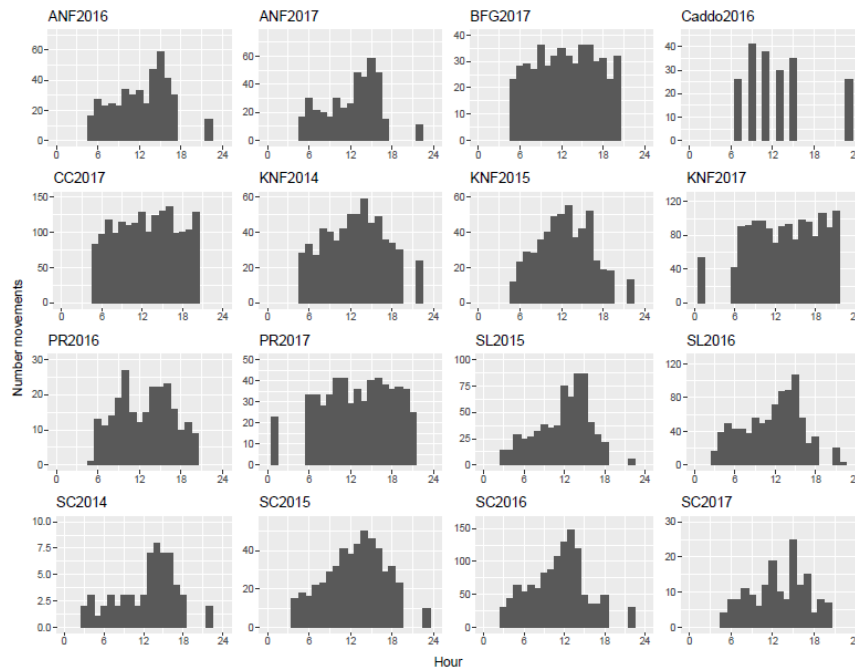 ANF2016 ANF2017 BFG2017 Caddo2016
60 60 40 40
40 40 30 30
20 20 20 20
10 10
0 0 0 0
0 6 12 18 24 0 6 12 18 24 0 6 12 18 24 0 6 12 18 24
CC2017 KNF2014 KNF2015 KNF2017
150 60 60 120
100 40 40 80
50 20 20 40
0 0 0 0
0 6 12 18 24 0 6 12 18 24 0 6 12 18 24 0 6 12 18 24
Number movements
PR2016 PR2017 SL2015 SL2016
30 50 100 120
20 40 75 80
10 30 50 40
0 20 25 0
10 0
0
0 6 12 18 24 0 6 12 18 24 0 6 12 18 24 0 6 12 18
SC2014 SC2015 SC2016 SC2017
10.0 40 150 30
7.5 20 100 20
5.0 0 50 10
2.5 0 0
0.0
0 6 12 18 24 0 6 12 18 24 0 6 12 18 24 0 6 12 18 24
Hour